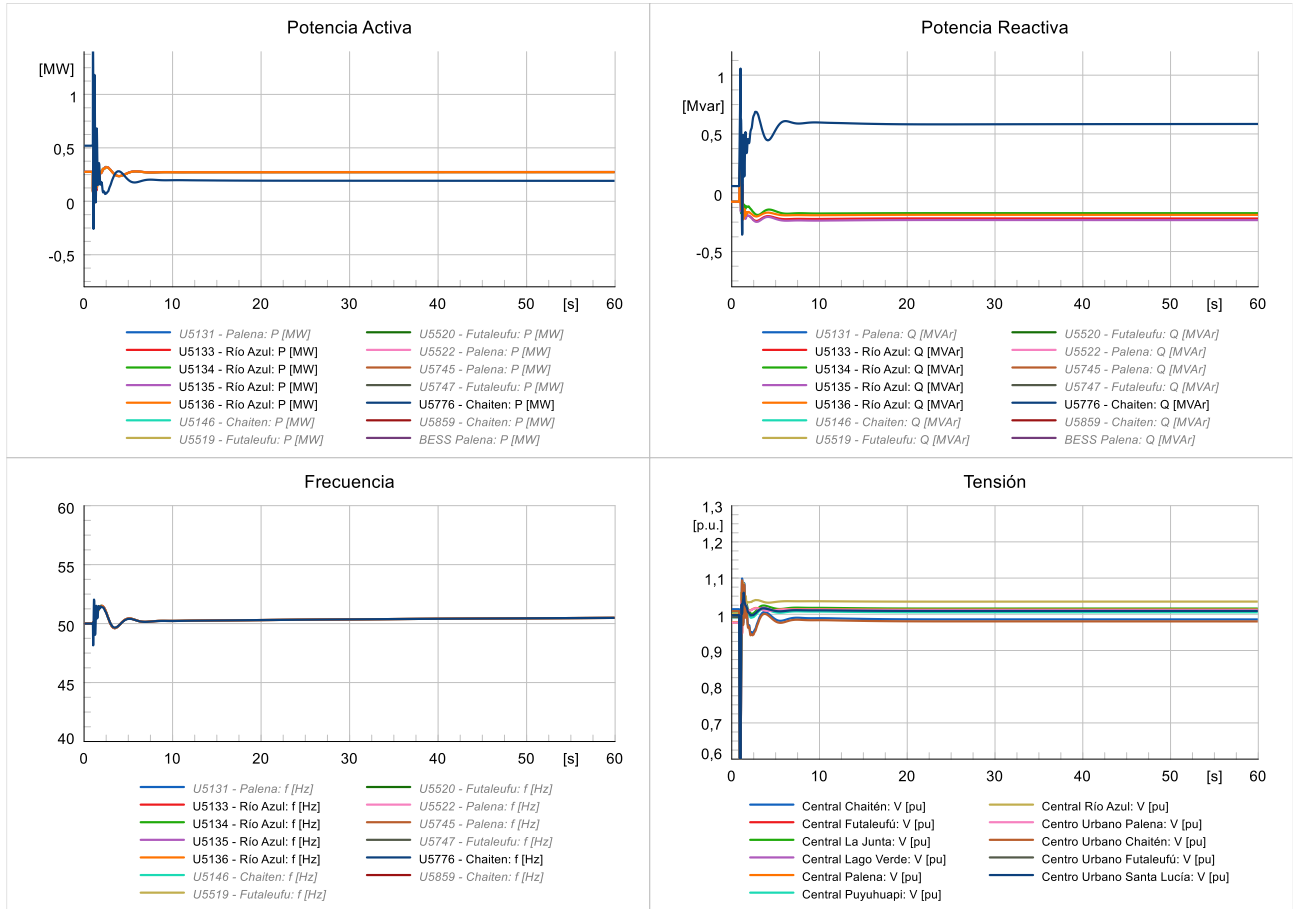 Potencia Activa
[MW]
1
0,5
0
-0,5
0 10 20 30 40 50 [s] 60
U5131 - Palena: P [MW] U5520 - Futaleufu: P [MW]
U5133 - Río Azul: P [MW] U5522 - Palena: P [MW]
U5134 - Río Azul: P [MW] U5745 - Palena: P [MW]
U5135 - Río Azul: P [MW] U5747 - Futaleufu: P [MW]
U5136 - Río Azul: P [MW] U5776 - Chaiten: P [MW]
U5146 - Chaiten: P [MW] U5859 - Chaiten: P [MW]
U5519 - Futaleufu: P [MW] BESS Palena: P [MW]
Potencia Reactiva
1
[Mvar]
0,5
0
-0,5
0 10 20 30 40 50 [s] 60
U5131 - Palena: Q [MVAr] U5520 - Futaleufu: Q [MVAr]
U5133 - Río Azul: Q [MVAr] U5522 - Palena: Q [MVAr]
U5134 - Río Azul: Q [MVAr] U5745 - Palena: Q [MVAr]
U5135 - Río Azul: Q [MVAr] U5747 - Futaleufu: Q [MVAr]
U5136 - Río Azul: Q [MVAr] U5776 - Chaiten: Q [MVAr]
U5146 - Chaiten: Q [MVAr] U5859 - Chaiten: Q [MVAr]
U5519 - Futaleufu: Q [MVAr] BESS Palena: Q [MVAr]
Frecuencia
60
55
50
45
40
0 10 20 30 40 50 [s] 60
U5131 - Palena: f [Hz] U5520 - Futaleufu: f [Hz]
U5133 - Río Azul: f [Hz] U5522 - Palena: f [Hz]
U5134 - Río Azul: f [Hz] U5745 - Palena: f [Hz]
U5135 - Río Azul: f [Hz] U5747 - Futaleufu: f [Hz]
U5136 - Río Azul: f [Hz] U5776 - Chaiten: f [Hz]
U5146 - Chaiten: f [Hz] U5859 - Chaiten: f [Hz]
U5519 - Futaleufu: f [Hz]
Tensión
1,3
[p.u.]
1,2
1,1
1
0,9
0,8
0,7
0,6
0 10 20 30 40 50 [s] 60
Central Chaitén: V [pu] Central Río Azul: V [pu]
Central Futaleufú: V [pu] Centro Urbano Palena: V [pu]
Central La Junta: V [pu] Centro Urbano Chaitén: V [pu]
Central Lago Verde: V [pu] Centro Urbano Futaleufú: V [pu]
Central Palena: V [pu] Centro Urbano Santa Lucía: V [pu]
Central Puyuhuapi: V [pu]